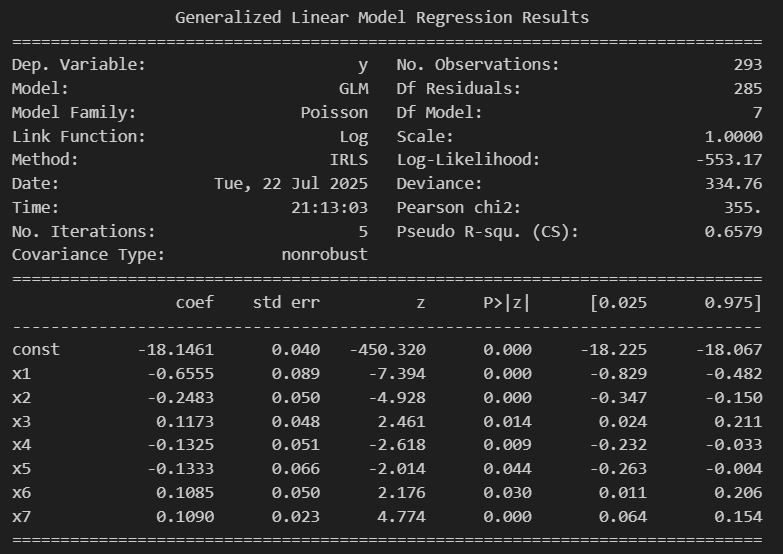 Generalized Linear Model Regression Results
==============================================================================
Dep. Variable:                      y   No. Observations:                  293
Model:                            GLM   Df Residuals:                      285
Model Family:                 Poisson   Df Model:                            7
Link Function:                    Log   Scale:                          1.0000
Method:                          IRLS   Log-Likelihood:                -553.17
Date:                Tue, 22 Jul 2025   Deviance:                       334.76
Time:                        21:13:03   Pearson chi2:                     355.
No. Iterations:                     5   Pseudo R-squ. (CS):             0.6579
Covariance Type:            nonrobust
==============================================================================
                 coef    std err          z      P>|z|      [0.025      0.975]
------------------------------------------------------------------------------
const        -18.1461      0.040   -450.320      0.000     -18.225     -18.067
x1            -0.6555      0.089     -7.394      0.000      -0.829      -0.482
x2            -0.2483      0.050     -4.928      0.000      -0.347      -0.150
x3             0.1173      0.048      2.461      0.014       0.024       0.211
x4            -0.1325      0.051     -2.618      0.009      -0.232      -0.033
x5            -0.1333      0.066     -2.014      0.044      -0.263      -0.004
x6             0.1085      0.050      2.176      0.030       0.011       0.206
x7             0.1090      0.023      4.774      0.000       0.064       0.154
==============================================================================